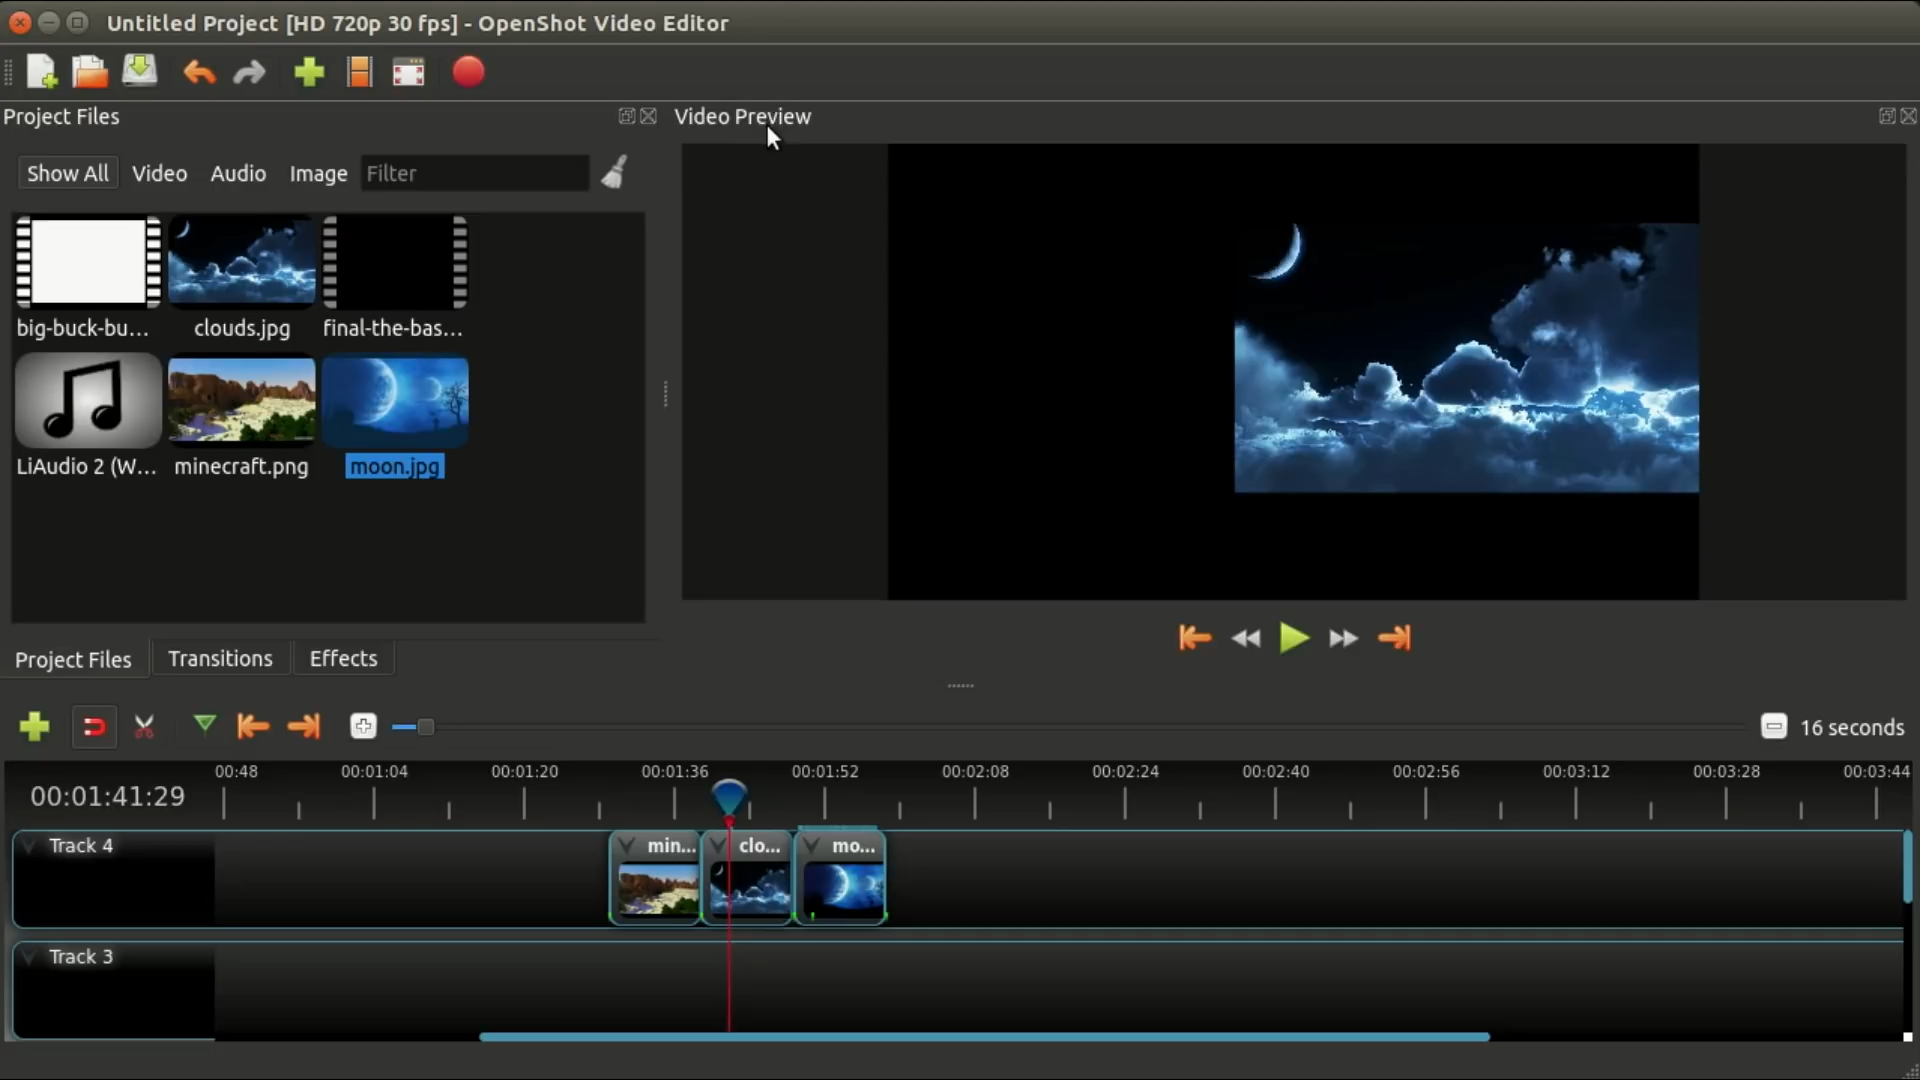 Untitled Project [HD 720p 30 fps] - OpenShot Video Editor
Project Files
Video Preview
Show All Video Audio Image Filter
big-buck-bu... clouds.jpg final-the-bas...
LiAudio 2 (W... minecraft.png moon.jpg
Project Files Transitions Effects
16 seconds
00:48 00:01:04 00:01:20 00:01:36 00:01:52 00:02:08 00:02:24 00:02:40 00:02:56 00:03:12 00:03:28 00:03:44
00:01:41:29
Track 4 min... clo... mo...
Track 3